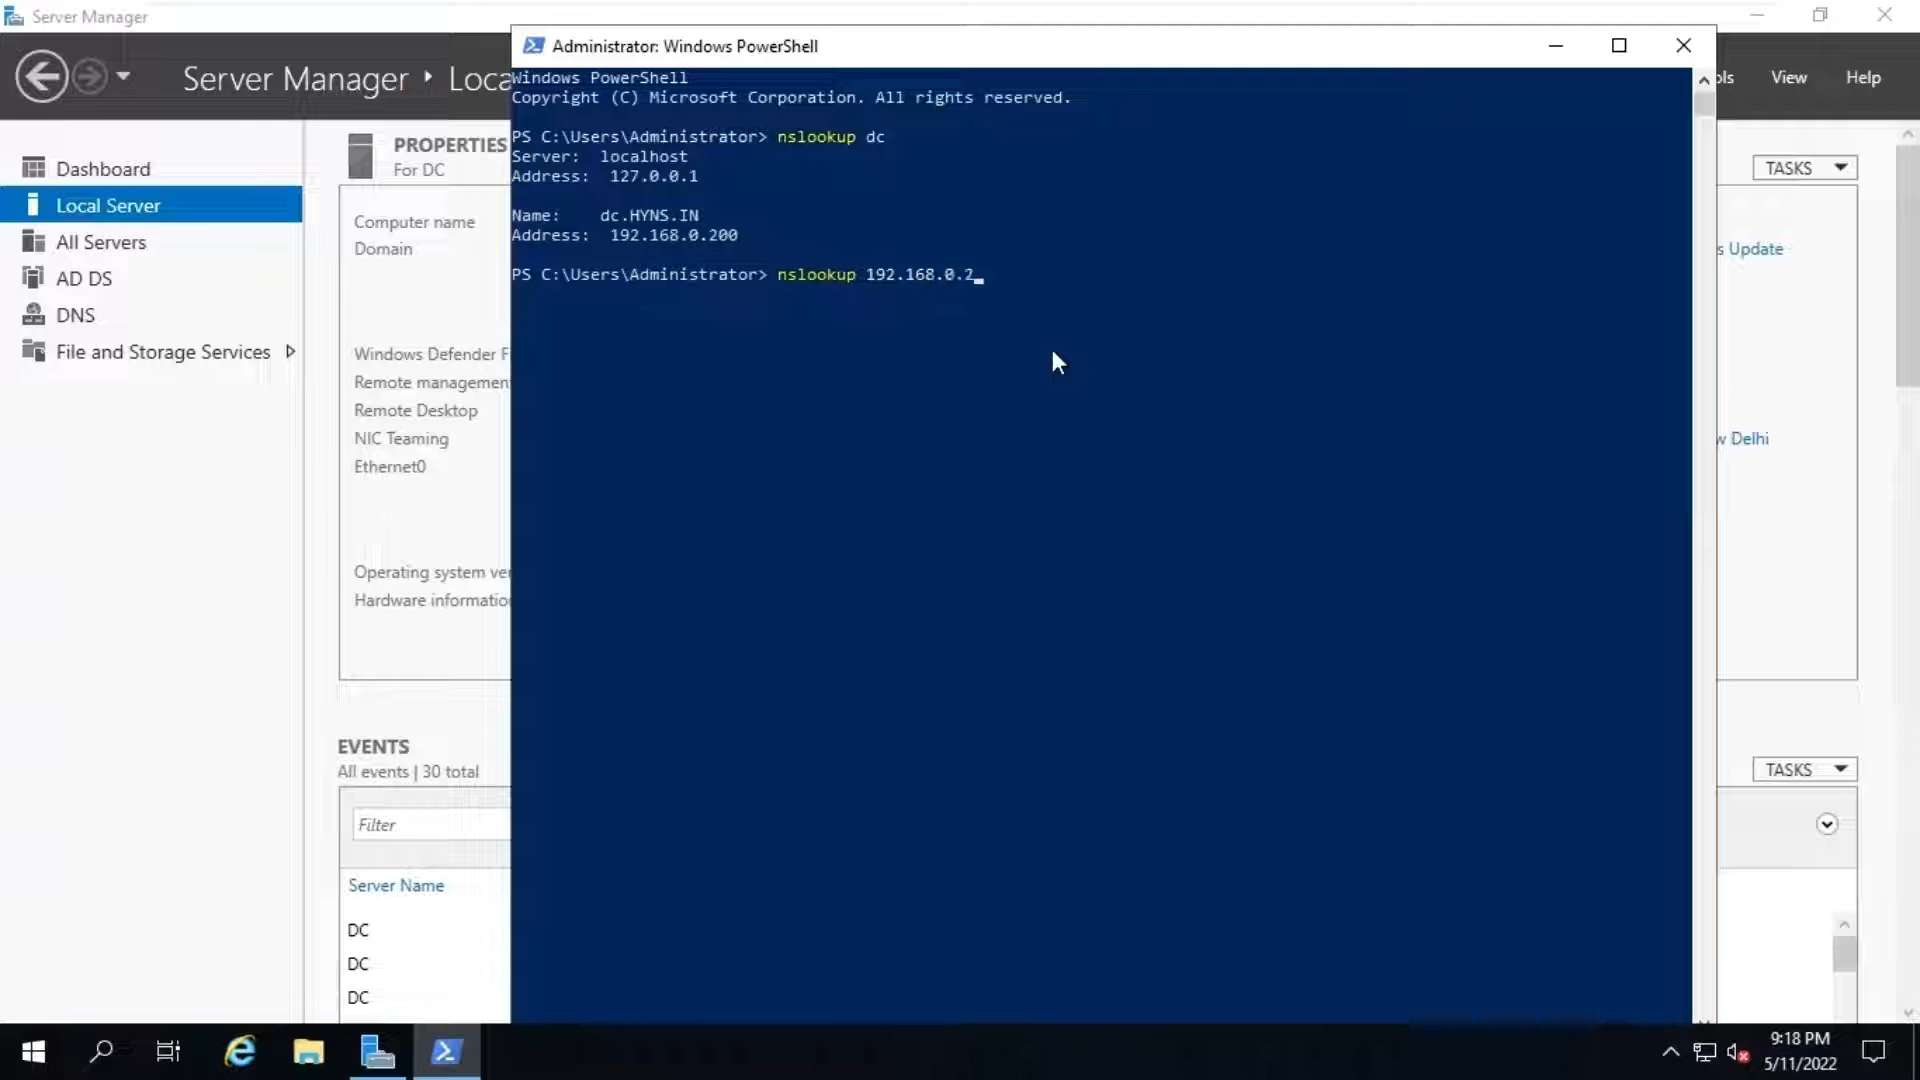 Server Manager
Administrator: Windows PowerShell
Server Manager
View
Help
Windows PowerShell
Copyright (C) Microsoft Corporation. All rights reserved.
PS C:\Users\Administrator> nslookup dc
Server:  localhost
Address:  127.0.0.1
Name:    dc.HYNS.IN
Address:  192.168.0.200
PS C:\Users\Administrator> nslookup 192.168.0.2_
Dashboard
Local Server
All Servers
AD DS
DNS
File and Storage Services
PROPERTIES
For DC
TASKS
Computer name
Domain
s Update
Windows Defender F
Remote managemen
Remote Desktop
NIC Teaming
w Delhi
Ethernet0
Operating system ver
Hardware informatio
EVENTS
All events | 30 total
TASKS
Filter
Server Name
DC
DC
DC
9:18 PM
5/11/2022